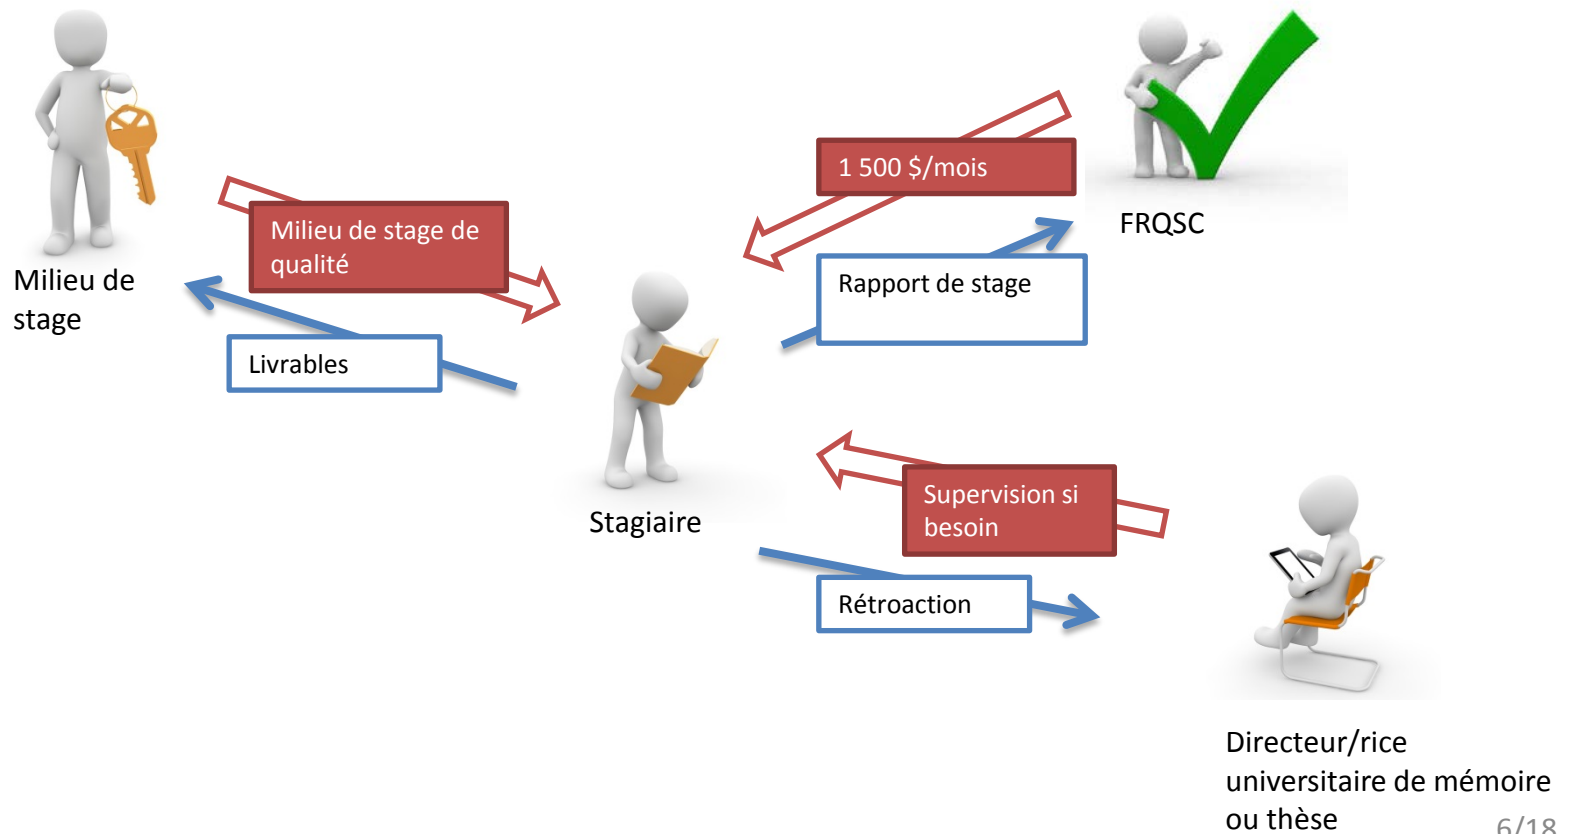 1 500 $/mois
FRQSC
Milieu de stage de
qualité
Milieu de
stage
Rapport de stage
Livrables
Supervision si
besoin
Stagiaire
Rétroaction
Directeur/rice
universitaire de mémoire
ou thèse
6/18